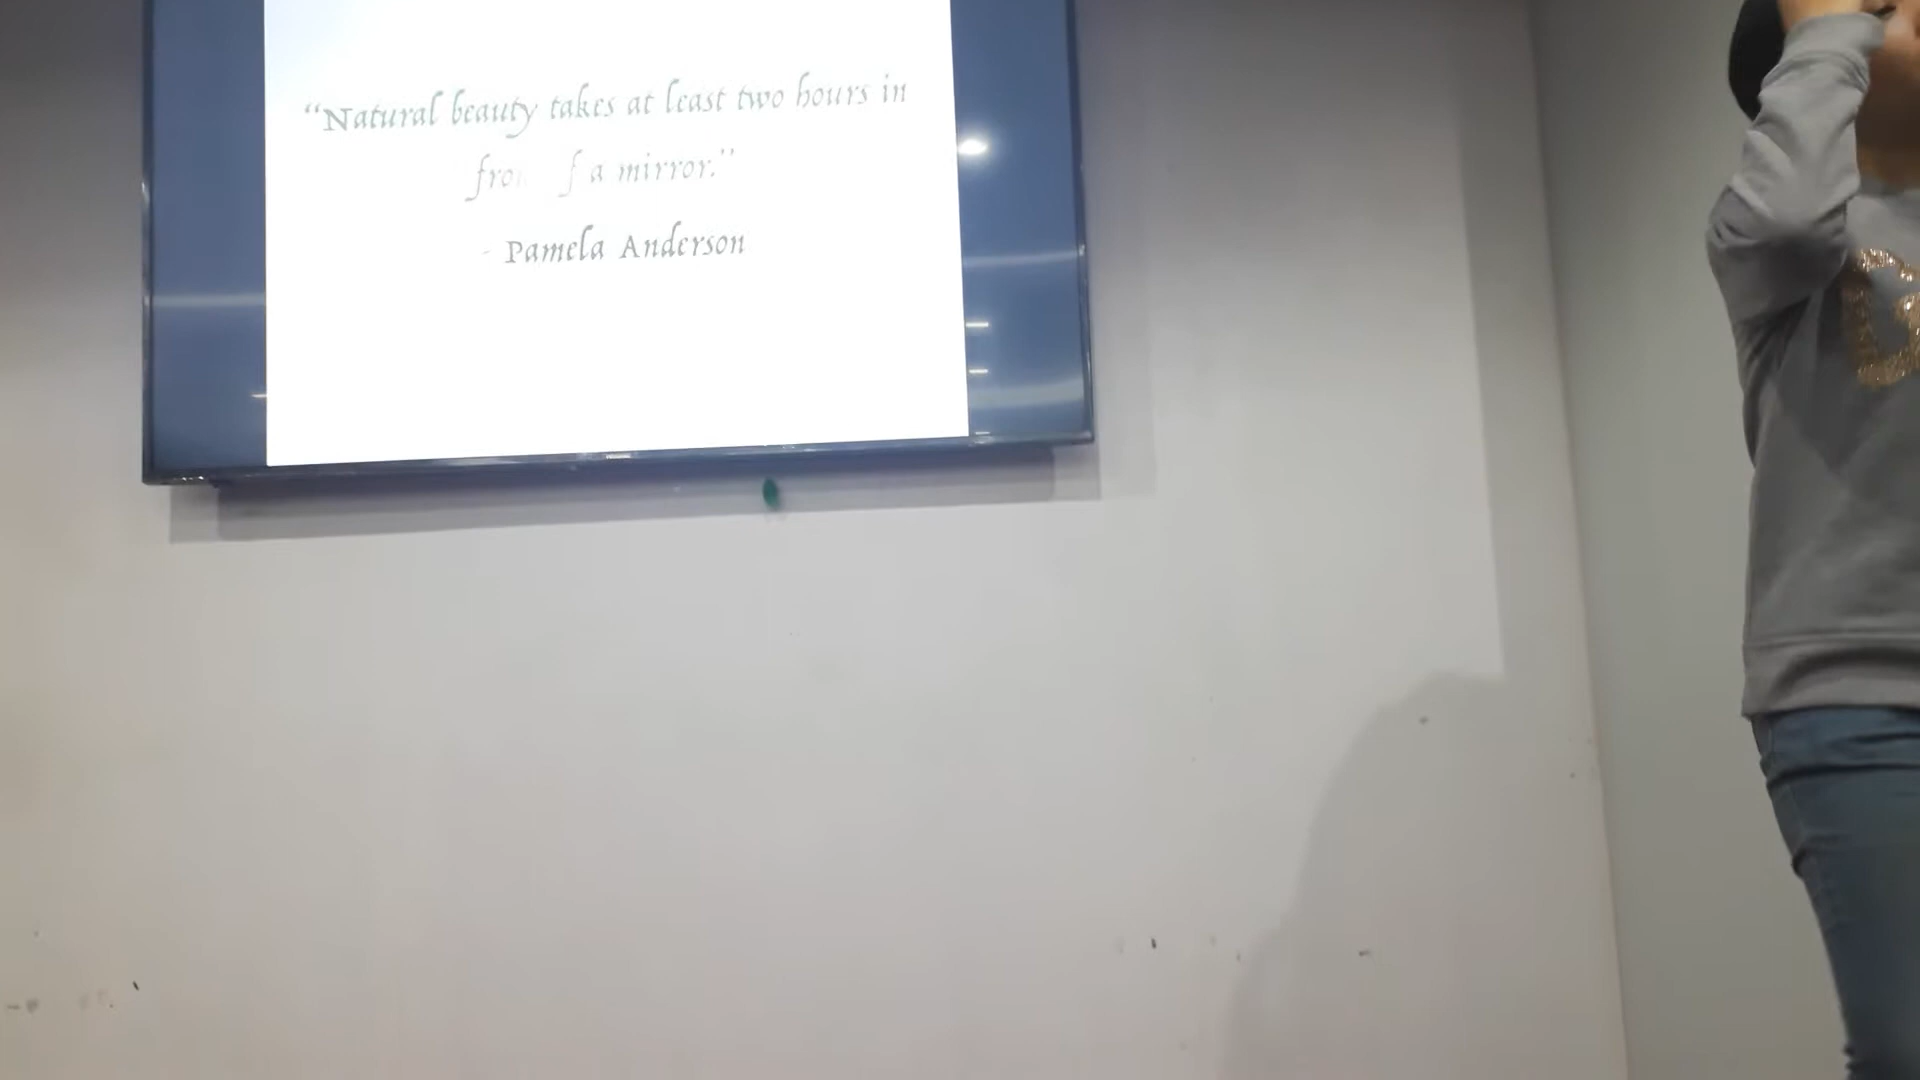 “Natural beauty takes at least two hours in
a mirror.”
- Pamela Anderson